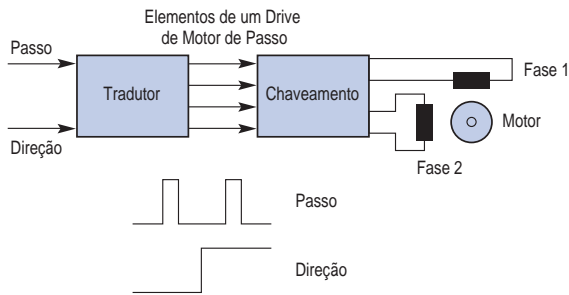 Elementos de um Drive
de Motor de Passo
Passo
Direção
Tradutor
Chaveamento
Fase 1
Motor
Fase 2
Passo
Direção